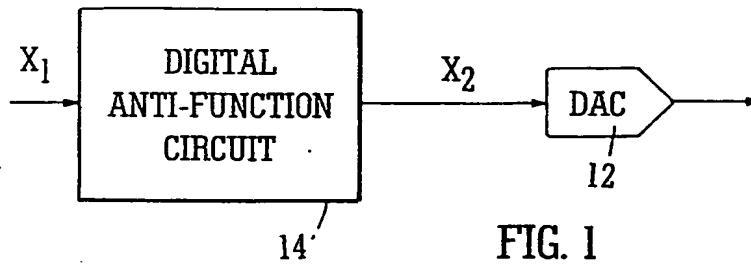 X1
DIGITAL
ANTI-FUNCTION
CIRCUIT
X2
DAC
12
14
FIG. 1